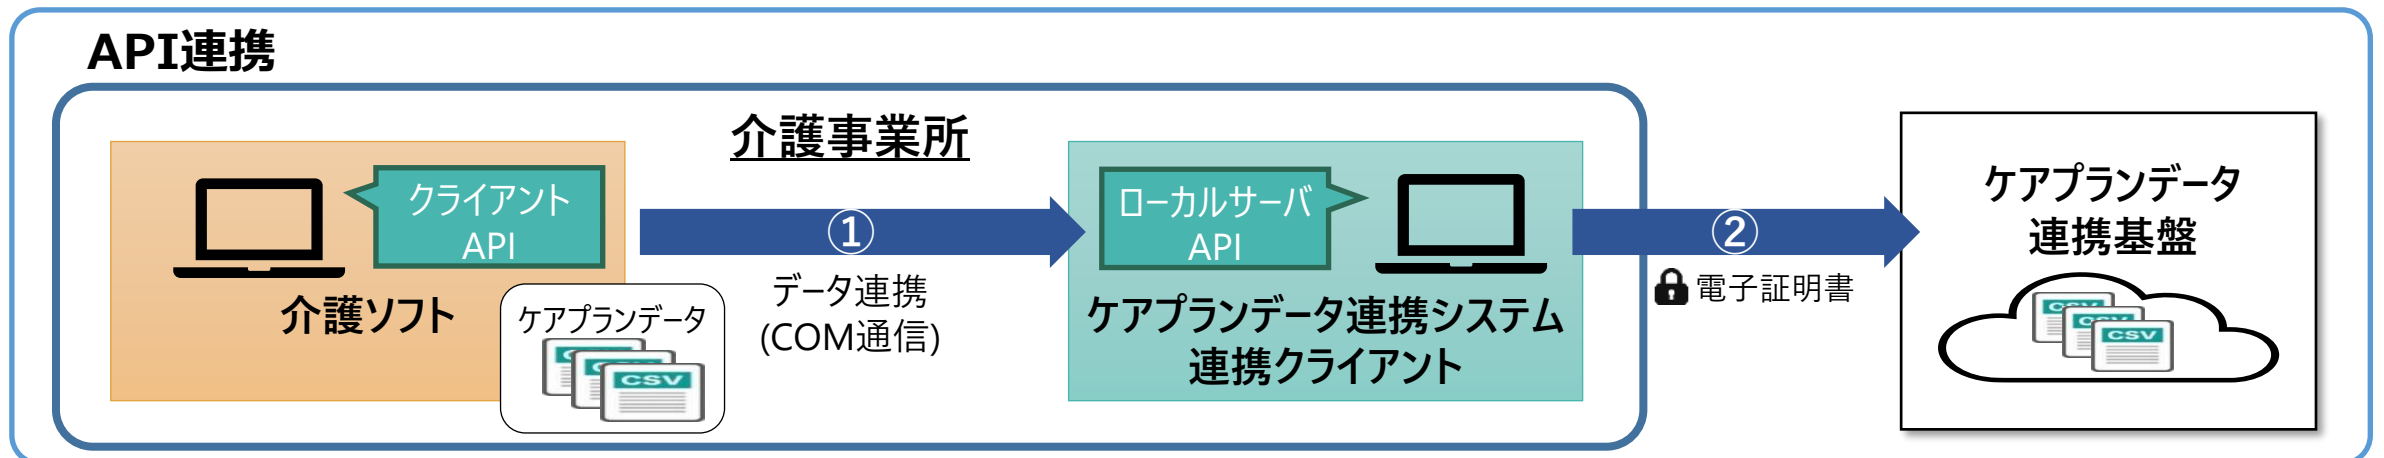 API連携
介護事業所
クライアント
API
介護ソフト
ケアプランデータ
CSV
CSV
CSV
①
データ連携
(COM通信)
ローカルサーバ
API
ケアプランデータ連携システム
連携クライアント
②
電子証明書
ケアプランデータ
連携基盤
CSV
CSV
CSV